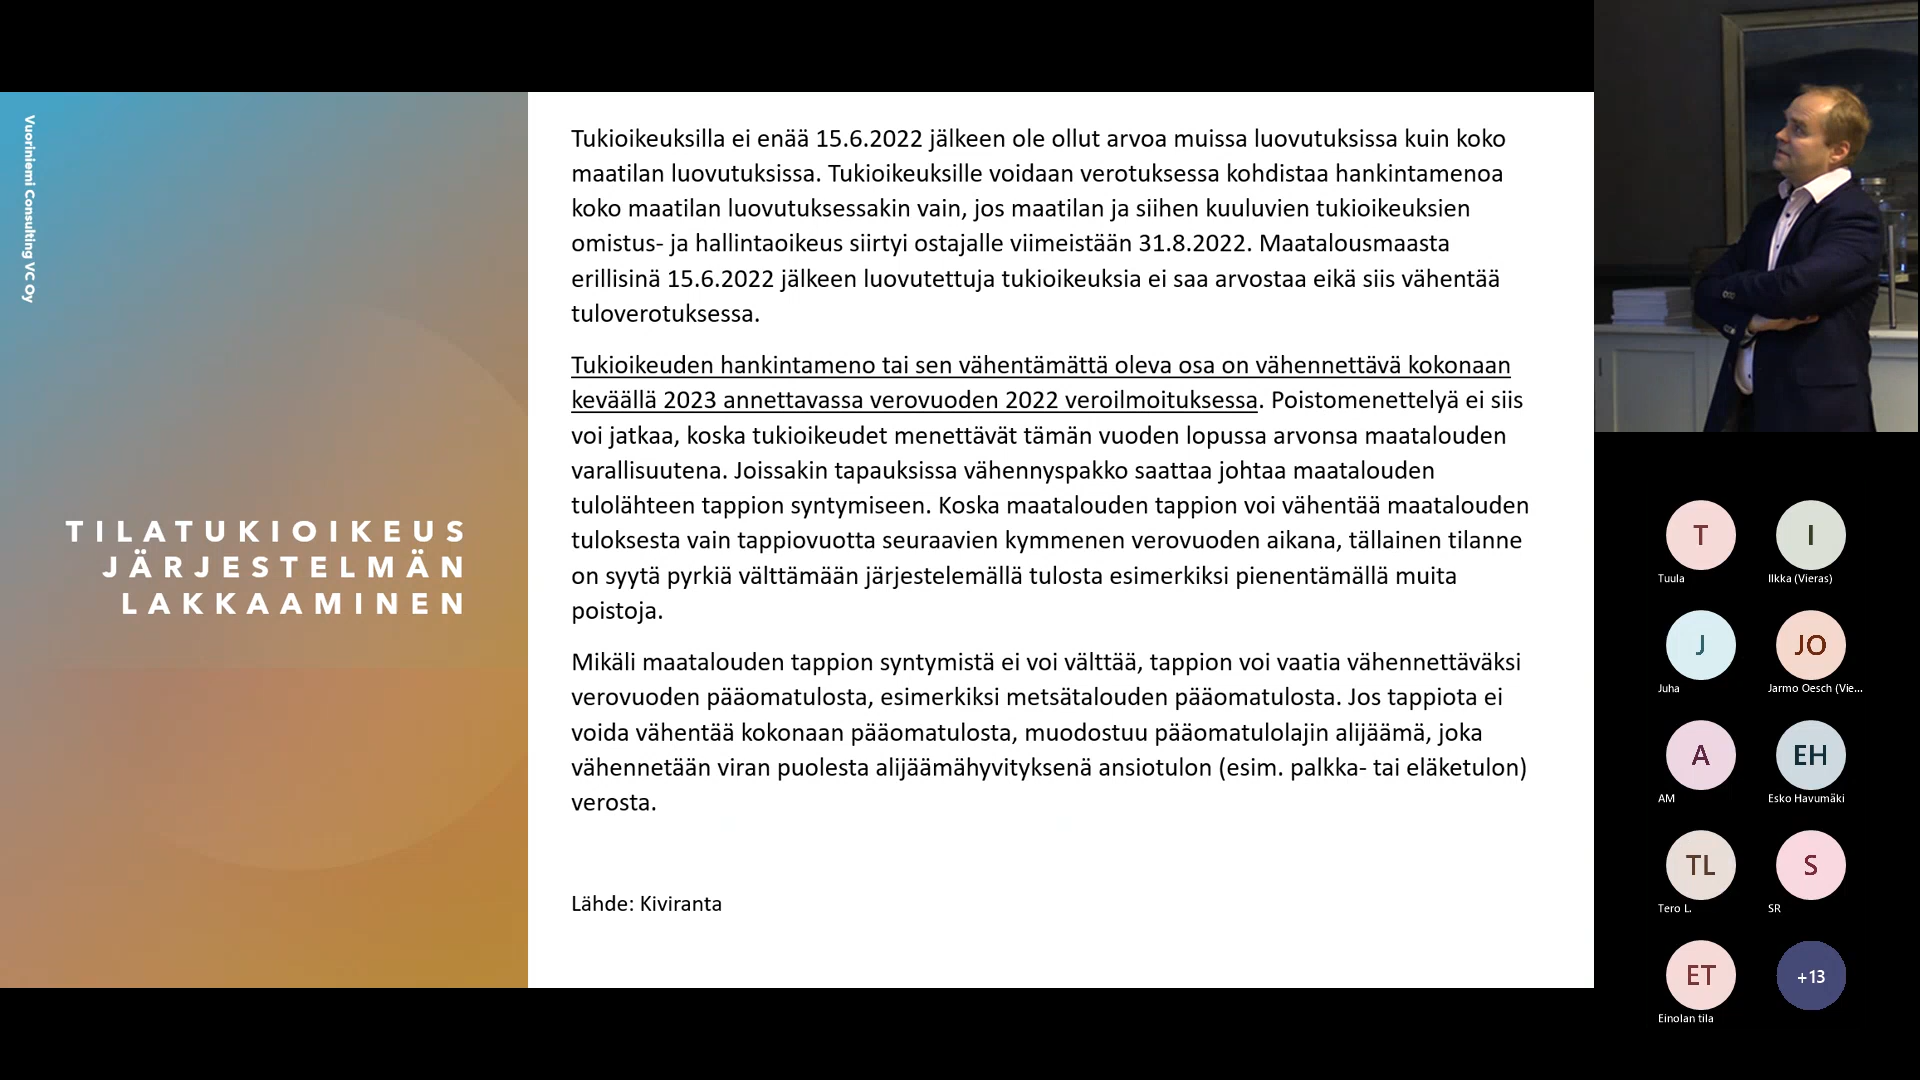 Vuoriniemi Consulting VC Oy
TILATUKIOIKEUS
JÄRJESTELMÄN
LAKKAAMINEN
Tukioikeuksilla ei enää 15.6.2022 jälkeen ole ollut arvoa muissa luovutuksissa kuin koko
maatilan luovutuksissa. Tukioikeuksille voidaan verotuksessa kohdistaa hankintamenoa
koko maatilan luovutuksessakin vain, jos maatilan ja siihen kuuluvien tukioikeuksien
omistus- ja hallintaoikeus siirtyi ostajalle viimeistään 31.8.2022. Maatalousmaasta
erillisinä 15.6.2022 jälkeen luovutettuja tukioikeuksia ei saa arvostaa eikä siis vähentää
tuloverotuksessa.
Tukioikeuden hankintameno tai sen vähentämättä oleva osa on vähennettävä kokonaan
keväällä 2023 annettavassa verovuoden 2022 veroilmoituksessa. Poistomenettelyä ei siis
voi jatkaa, koska tukioikeudet menettävät tämän vuoden lopussa arvonsa maatalouden
varallisuutena. Joissakin tapauksissa vähennyspakko saattaa johtaa maatalouden
tulolähteen tappion syntymiseen. Koska maatalouden tappion voi vähentää maatalouden
tuloksesta vain tappiovuotta seuraavien kymmenen verovuoden aikana, tällainen tilanne
on syytä pyrkiä välttämään järjestelemällä tulosta esimerkiksi pienentämällä muita
poistoja.
Mikäli maatalouden tappion syntymistä ei voi välttää, tappion voi vaatia vähennettäväksi
verovuoden pääomatulosta, esimerkiksi metsätalouden pääomatulosta. Jos tappiota ei
voida vähentää kokonaan pääomatulosta, muodostuu pääomatulolajin alijäämä, joka
vähennetään viran puolesta alijäämähyvityksenä ansiotulon (esim. palkka- tai eläketulon)
verosta.
Lähde: Kiviranta
T
I
Tuula
Ilkka (Vieras)
J
JO
Juha
Jarmo Oesch (Vie...
A
EH
AM
Esko Havumäki
TL
S
Tero L.
SR
ET
+13
Einolan tila